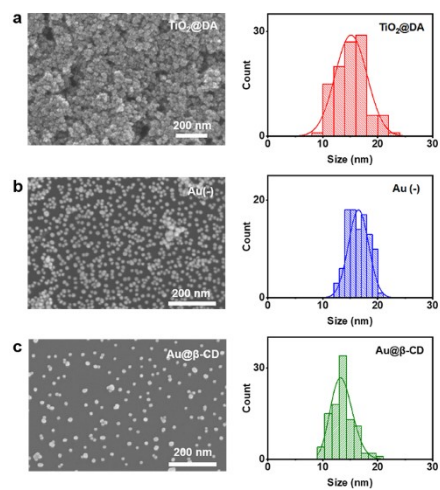 a
TiO₂@DA
200 nm
TiO₂@DA
Count
30
0
0 10 20 30
Size (nm)
b
Au(-)
200 nm
Au (-)
Count
20
0
0 10 20 30
Size (nm)
c
Au@β-CD
200 nm
Au@β-CD
Count
30
0
0 10 20 30
Size (nm)